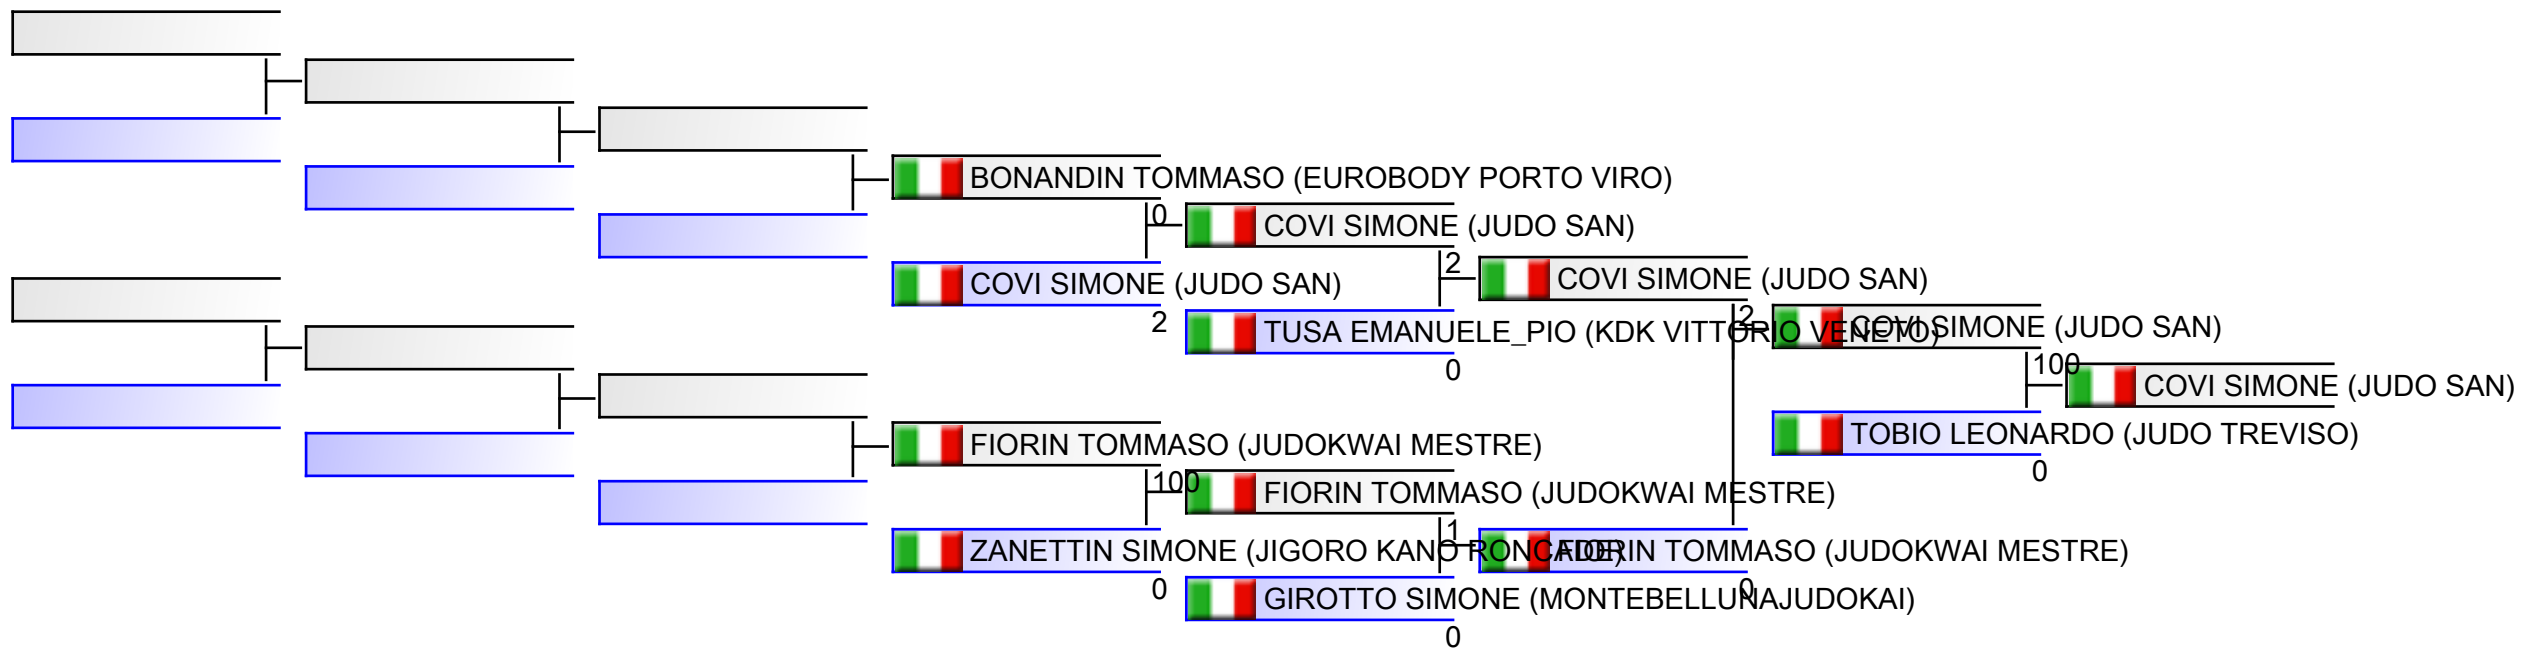 BONANDIN TOMMASO (EUROBODY PORTO VIRO)
0
COVI SIMONE (JUDO SAN)
COVI SIMONE (JUDO SAN)
2
2
TUSA EMANUELE_PIO (KDK VITTORIO VENETO)
0
COVI SIMONE (JUDO SAN)
2
COVI SIMONE (JUDO SAN)
100
COVI SIMONE (JUDO SAN)
TOBIO LEONARDO (JUDO TREVISO)
0
FIORIN TOMMASO (JUDOKWAI MESTRE)
100
FIORIN TOMMASO (JUDOKWAI MESTRE)
1
ZANETTIN SIMONE (JIGORO KANO RONCADE)
0
FIORIN TOMMASO (JUDOKWAI MESTRE)
0
GIROTTO SIMONE (MONTEBELLUNAJUDOKAI)
0